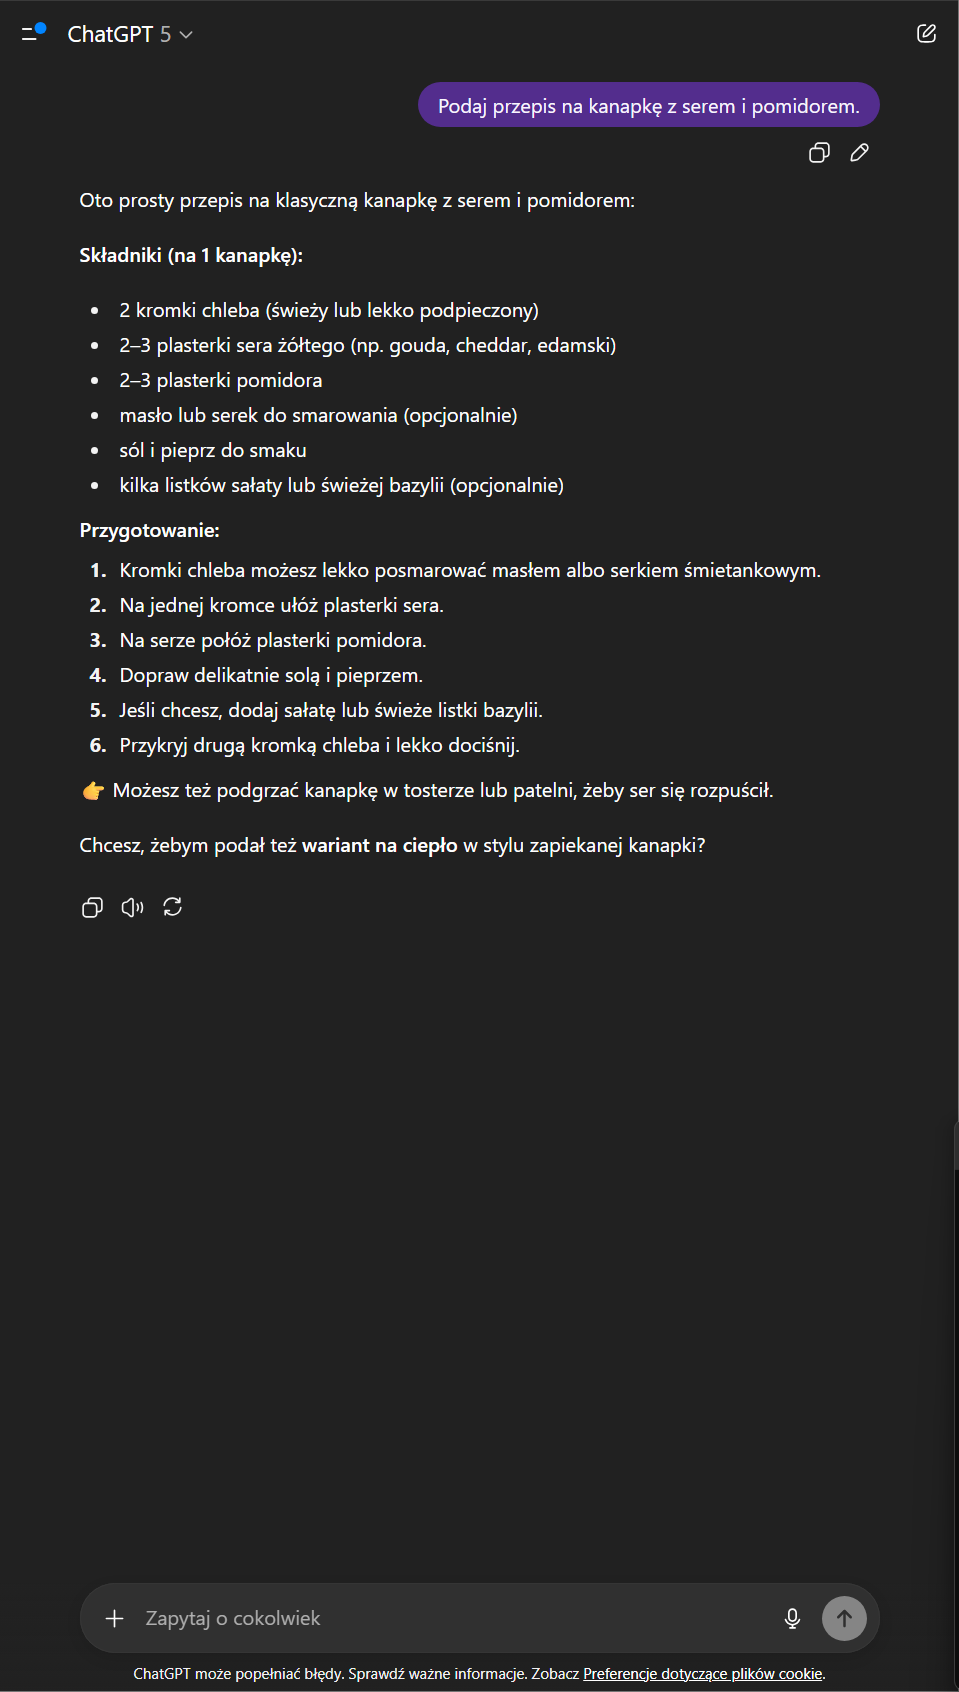 ChatGPT 5
Podaj przepis na kanapkę z serem i pomidorem.
Oto prosty przepis na klasyczną kanapkę z serem i pomidorem:
Składniki (na 1 kanapkę):
• 2 kromki chleba (świeży lub lekko podpieczony)
• 2–3 plasterki sera żółtego (np. gouda, cheddar, edamski)
• 2–3 plasterki pomidora
• masło lub serek do smarowania (opcjonalnie)
• sól i pieprz do smaku
• kilka listków sałaty lub świeżej bazylii (opcjonalnie)
Przygotowanie:
1. Kromki chleba możesz lekko posmarować masłem albo serkiem śmietankowym.
2. Na jednej kromce ułóż plasterki sera.
3. Na serze połóż plasterki pomidora.
4. Dopraw delikatnie solą i pieprzem.
5. Jeśli chcesz, dodaj sałatę lub świeże listki bazylii.
6. Przykryj drugą kromką chleba i lekko dociśnij.
👉 Możesz też podgrzać kanapkę w tosterze lub patelni, żeby ser się rozpuścił.
Chcesz, żebym podał też wariant na ciepło w stylu zapiekanej kanapki?
Zapytaj o cokolwiek
ChatGPT może popełniać błędy. Sprawdź ważne informacje. Zobacz Preferencje dotyczące plików cookie.